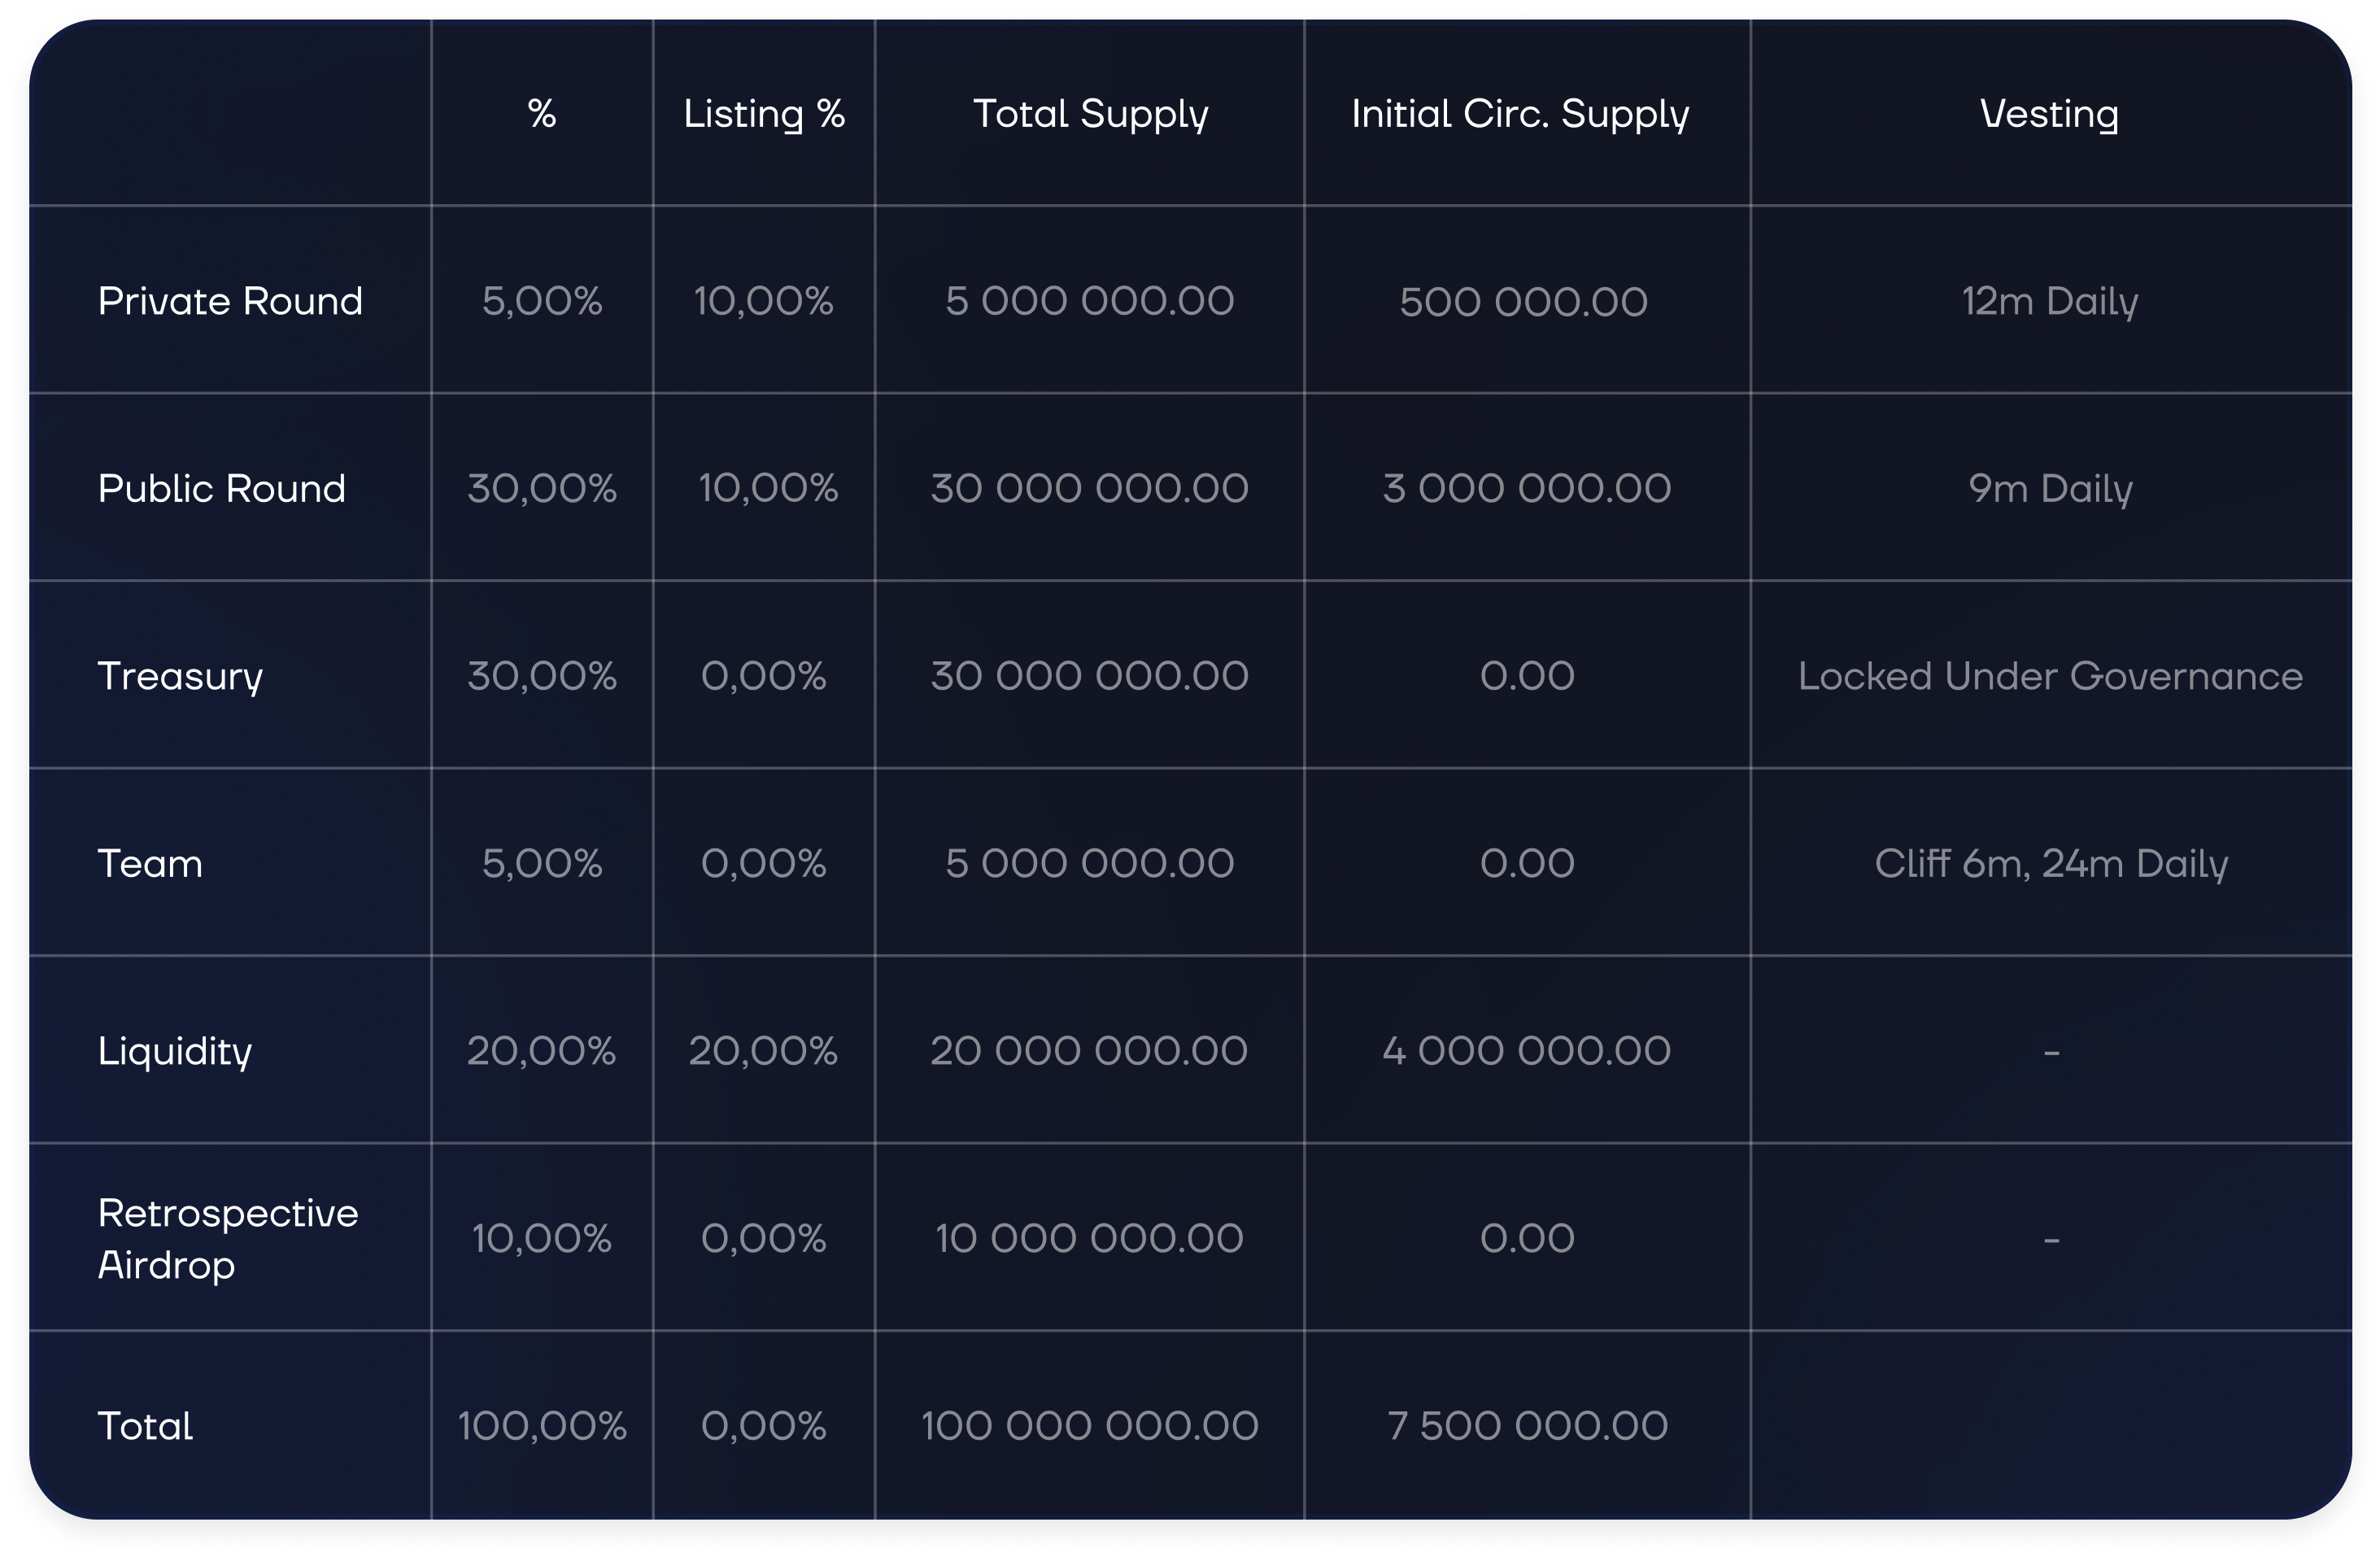 % Listing % Total Supply Initial Circ. Supply Vesting
Private Round 5,00% 10,00% 5 000 000.00 500 000.00 12m Daily
Public Round 30,00% 10,00% 30 000 000.00 3 000 000.00 9m Daily
Treasury 30,00% 0,00% 30 000 000.00 0.00 Locked Under Governance
Team 5,00% 0,00% 5 000 000.00 0.00 Cliff 6m, 24m Daily
Liquidity 20,00% 20,00% 20 000 000.00 4 000 000.00 -
Retrospective
Airdrop 10,00% 0,00% 10 000 000.00 0.00 -
Total 100,00% 0,00% 100 000 000.00 7 500 000.00